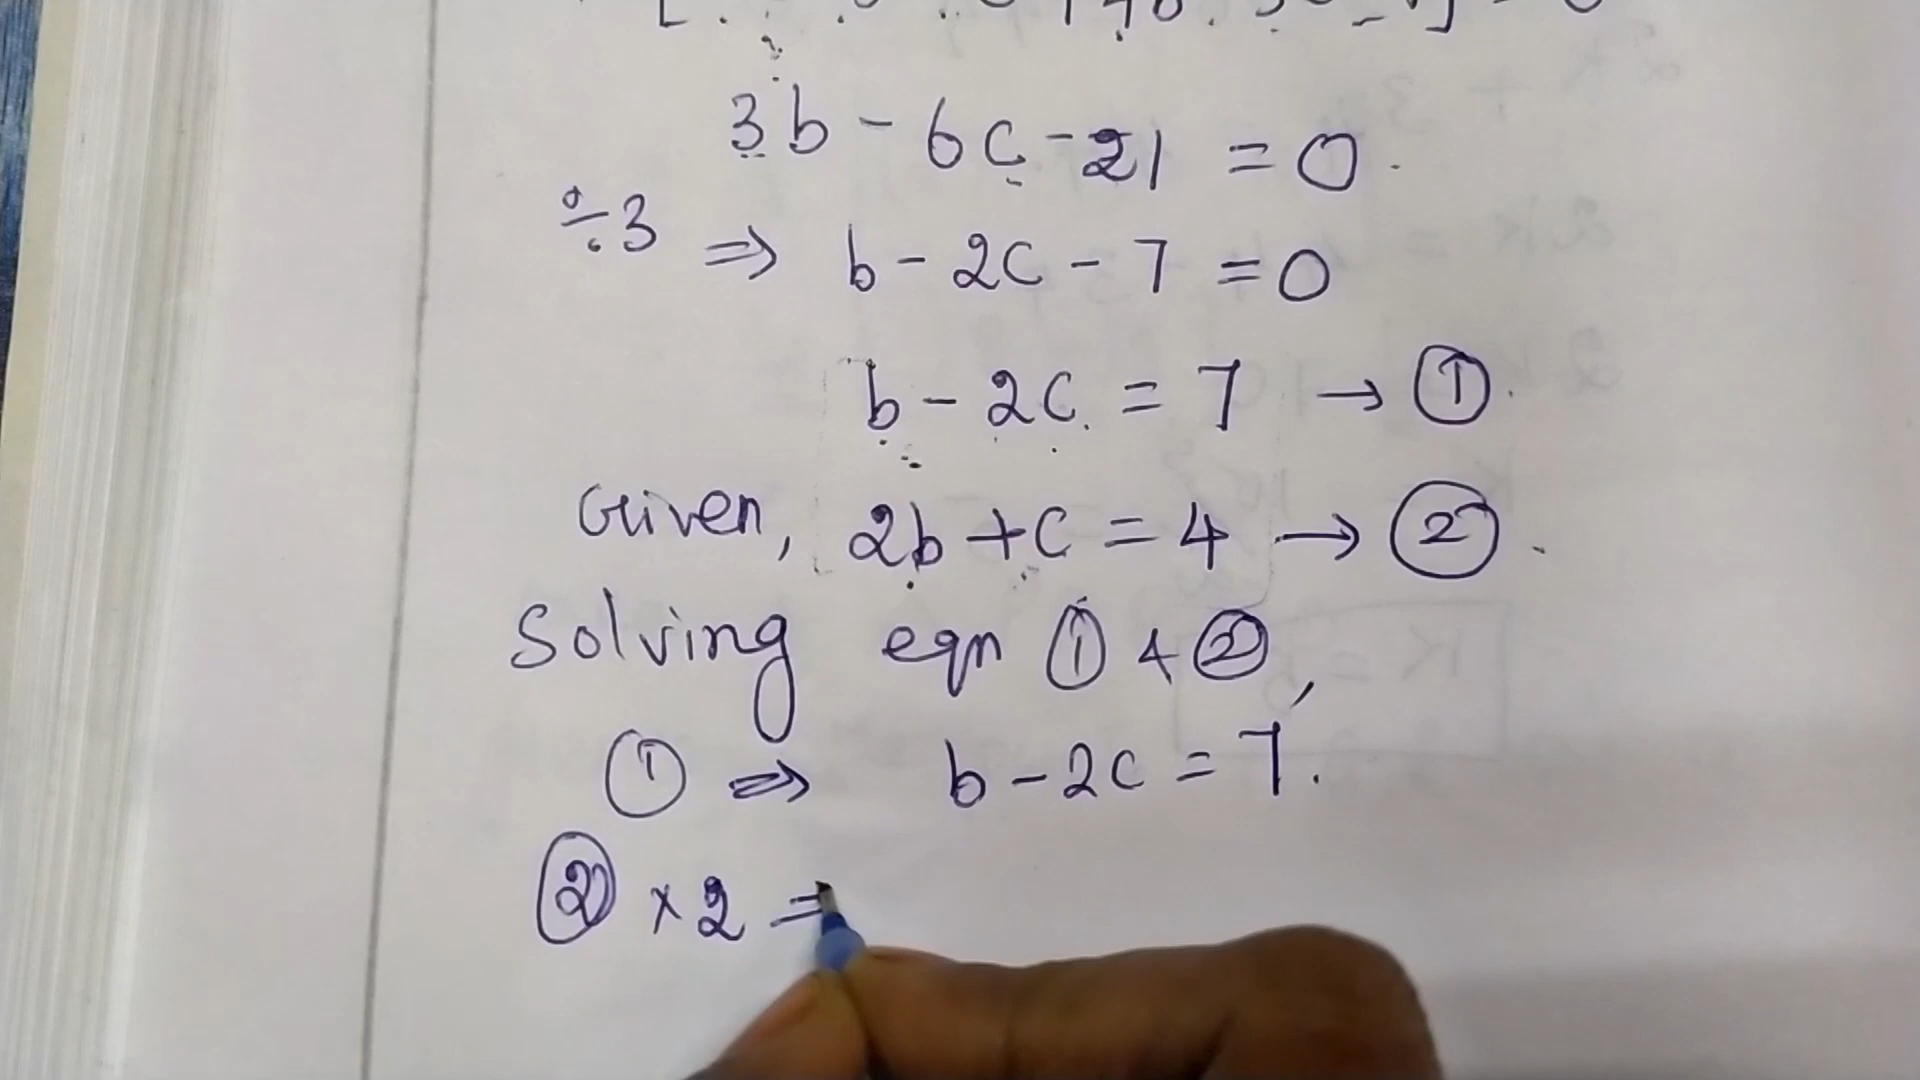 3b - 6c - 21 = 0.
÷3 ⇒ b - 2c - 7 = 0
b - 2c = 7 → ①.
Given, 2b + c = 4 → ②.
Solving eqn ① & ②,
① ⇒ b - 2c = 7.
② × 2 =